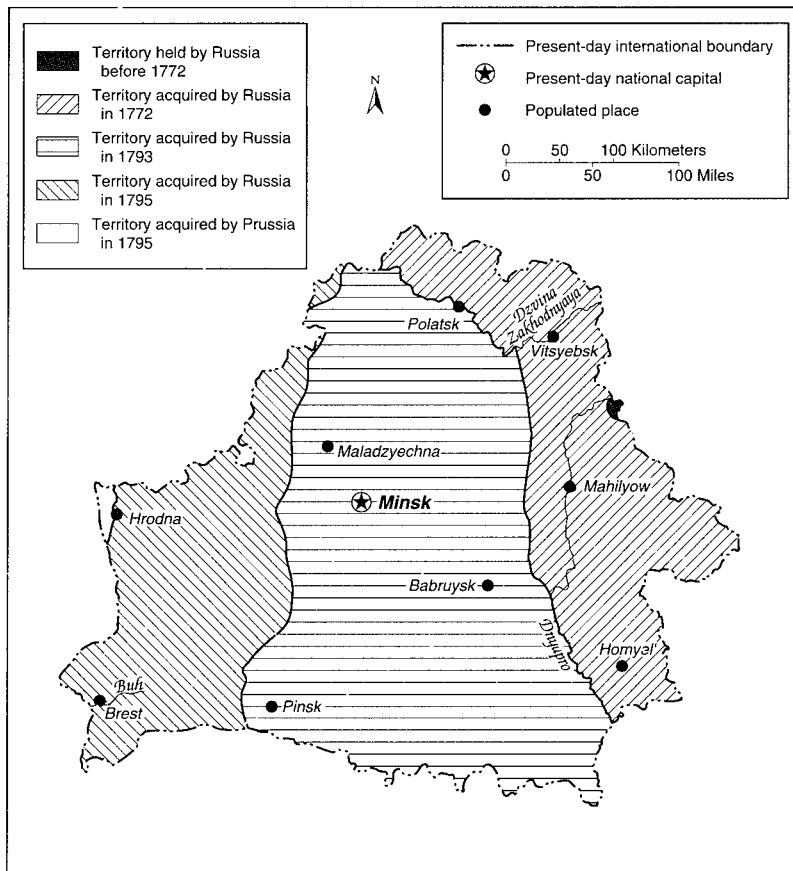 Territory held by Russia
before 1772
Territory acquired by Russia
in 1772
Territory acquired by Russia
in 1793
Territory acquired by Russia
in 1795
Territory acquired by Prussia
in 1795
N
Present-day international boundary
Present-day national capital
Populated place
0 50 100 Kilometers
0 50 100 Miles
Polatsk
Dzvina
Zakhodnyaya
Vitsyebsk
Maladzyechna
Mahilyow
Minsk
Hrodna
Babruysk
Dnyapro
Homyel'
Buh
Brest
Pinsk